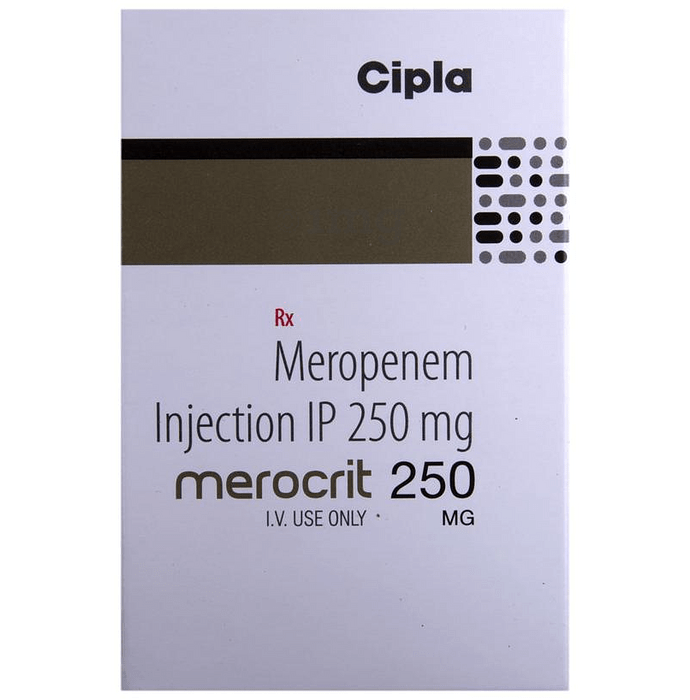 Cipla
Rx
Meropenem
Injection IP 250 mg
merocrit 250
I.V. USE ONLY MG